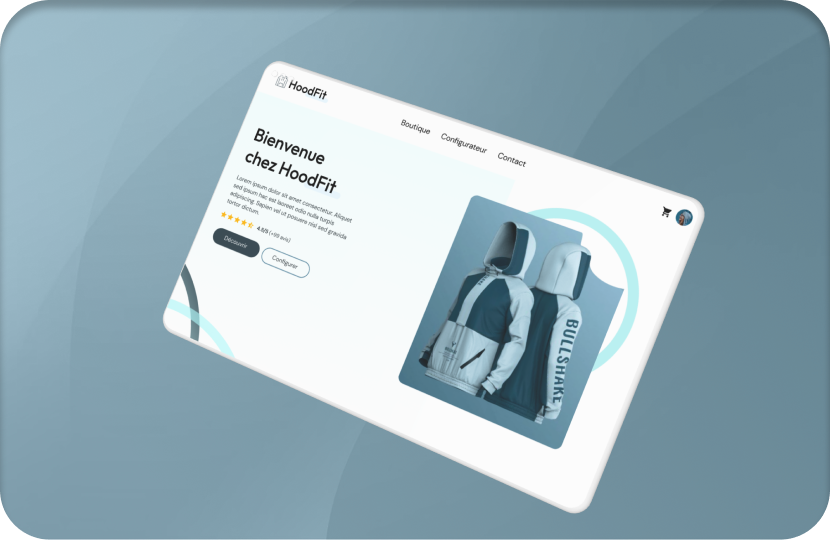 HoodFit
Boutique Configurateur Contact
Bienvenue
chez HoodFit
Lorem ipsum dolor sit amet consectetur. Aliquet
sed ipsum hac est laoreet odio nulla turpis
adipiscing. Sapien vel ut posuere nisl sed gravida
tortor dictum.
4.5/5 (+99 avis)
Découvrir Configurer
BULLSHAKE